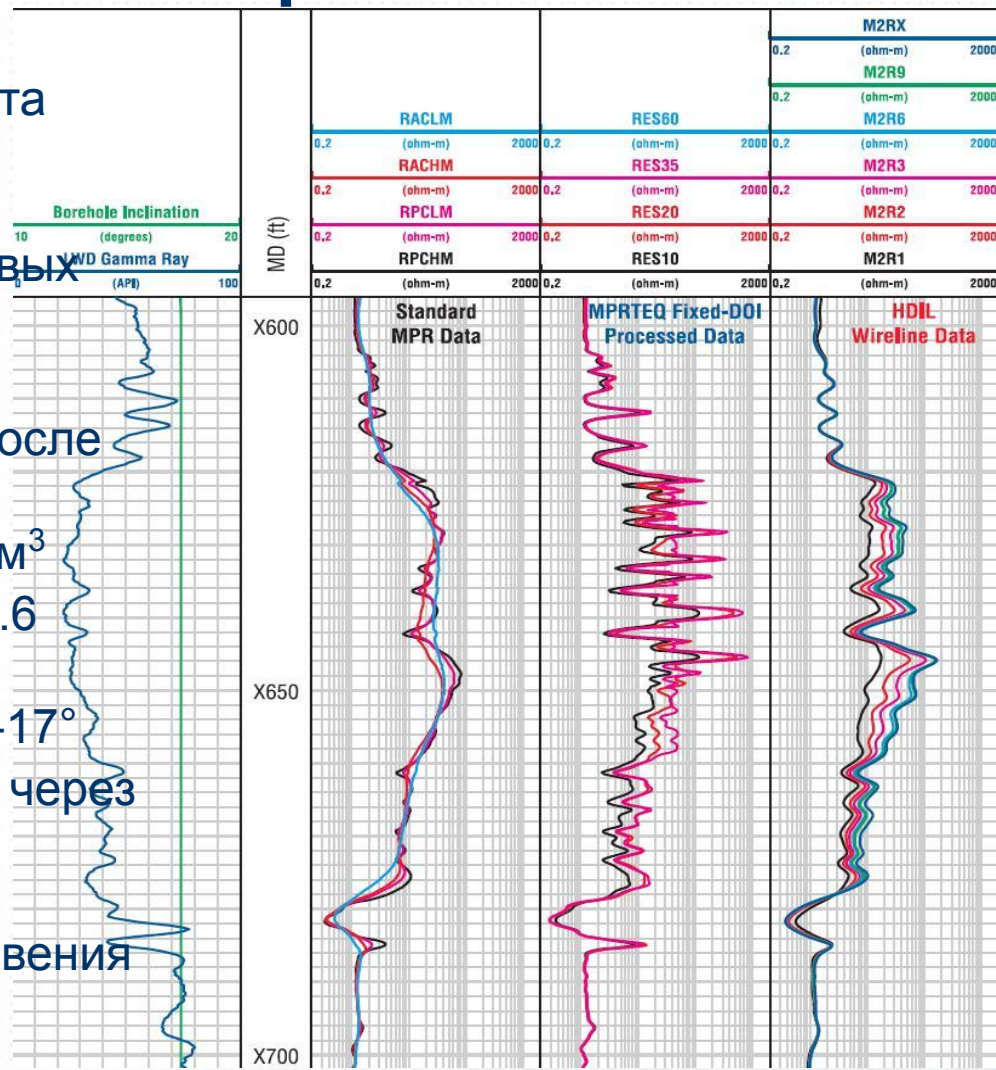 та
вых
осле
м³
.6
-17°
через
вения
Borehole Inclination
10 (degrees) 20
WD Gamma Ray
0 (API) 100
MD (ft)
RACLM
0.2 (ohm-m) 2000
RACHM
0.2 (ohm-m) 2000
RPCLM
0.2 (ohm-m) 2000
RPCHM
0.2 (ohm-m) 2000
RES60
0.2 (ohm-m) 2000
RES35
0.2 (ohm-m) 2000
RES20
0.2 (ohm-m) 2000
RES10
0.2 (ohm-m) 2000
M2RX
0.2 (ohm-m) 2000
M2R9
0.2 (ohm-m) 2000
M2R6
0.2 (ohm-m) 2000
M2R3
0.2 (ohm-m) 2000
M2R2
0.2 (ohm-m) 2000
M2R1
0.2 (ohm-m) 2000
Standard
MPR Data
MPRTEQ Fixed-DOI
Processed Data
HDIL
Wireline Data
X600
X650
X700